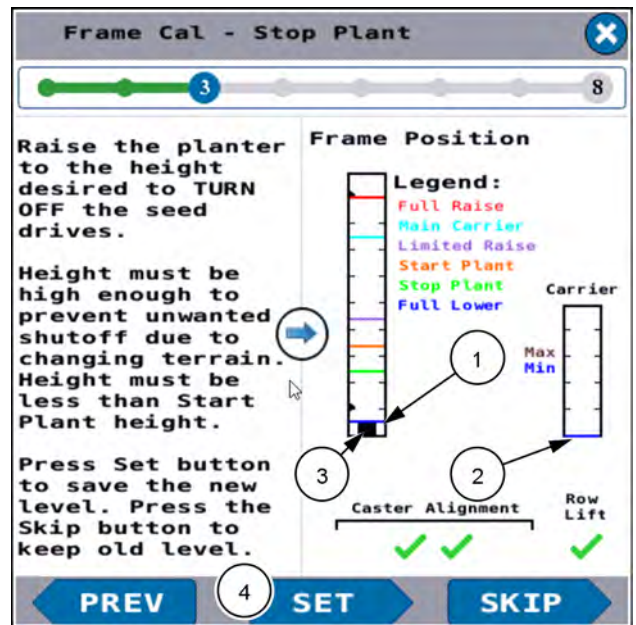 Frame Cal - Stop Plant
3
8
Raise the planter
to the height
desired to TURN
OFF the seed
drives.
Height must be
high enough to
prevent unwanted
shutoff due to
changing terrain.
Height must be
less than Start
Plant height.
Press Set button
to save the new
level. Press the
Skip button to
keep old level.
Frame Position
Legend:
Full Raise
Main Carrier
Limited Raise
Start Plant
Stop Plant
Full Lower
Carrier
Max
Min
1
2
3
Caster Alignment
Row
Lift
PREV
4
SET
SKIP